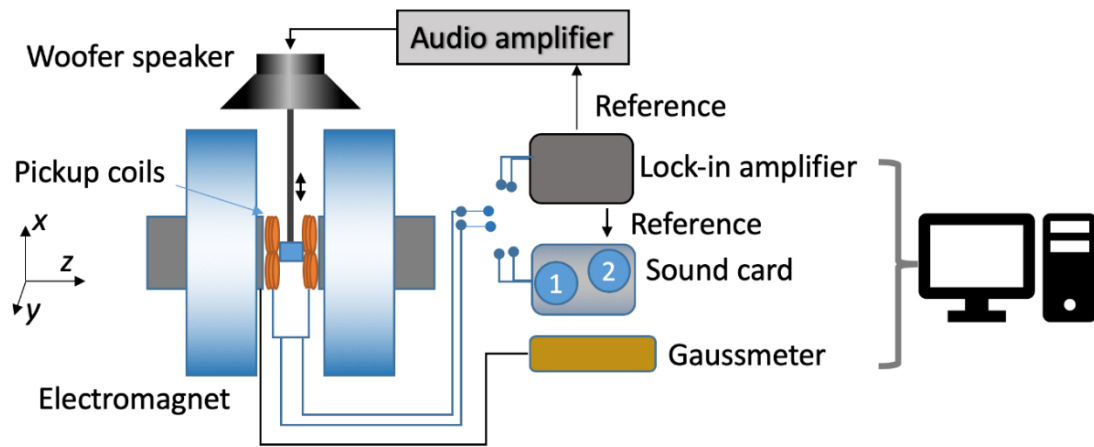 Audio amplifier
Woofer speaker
Reference
Pickup coils
Lock-in amplifier
x
z
y
Reference
1
2
Sound card
Gaussmeter
Electromagnet